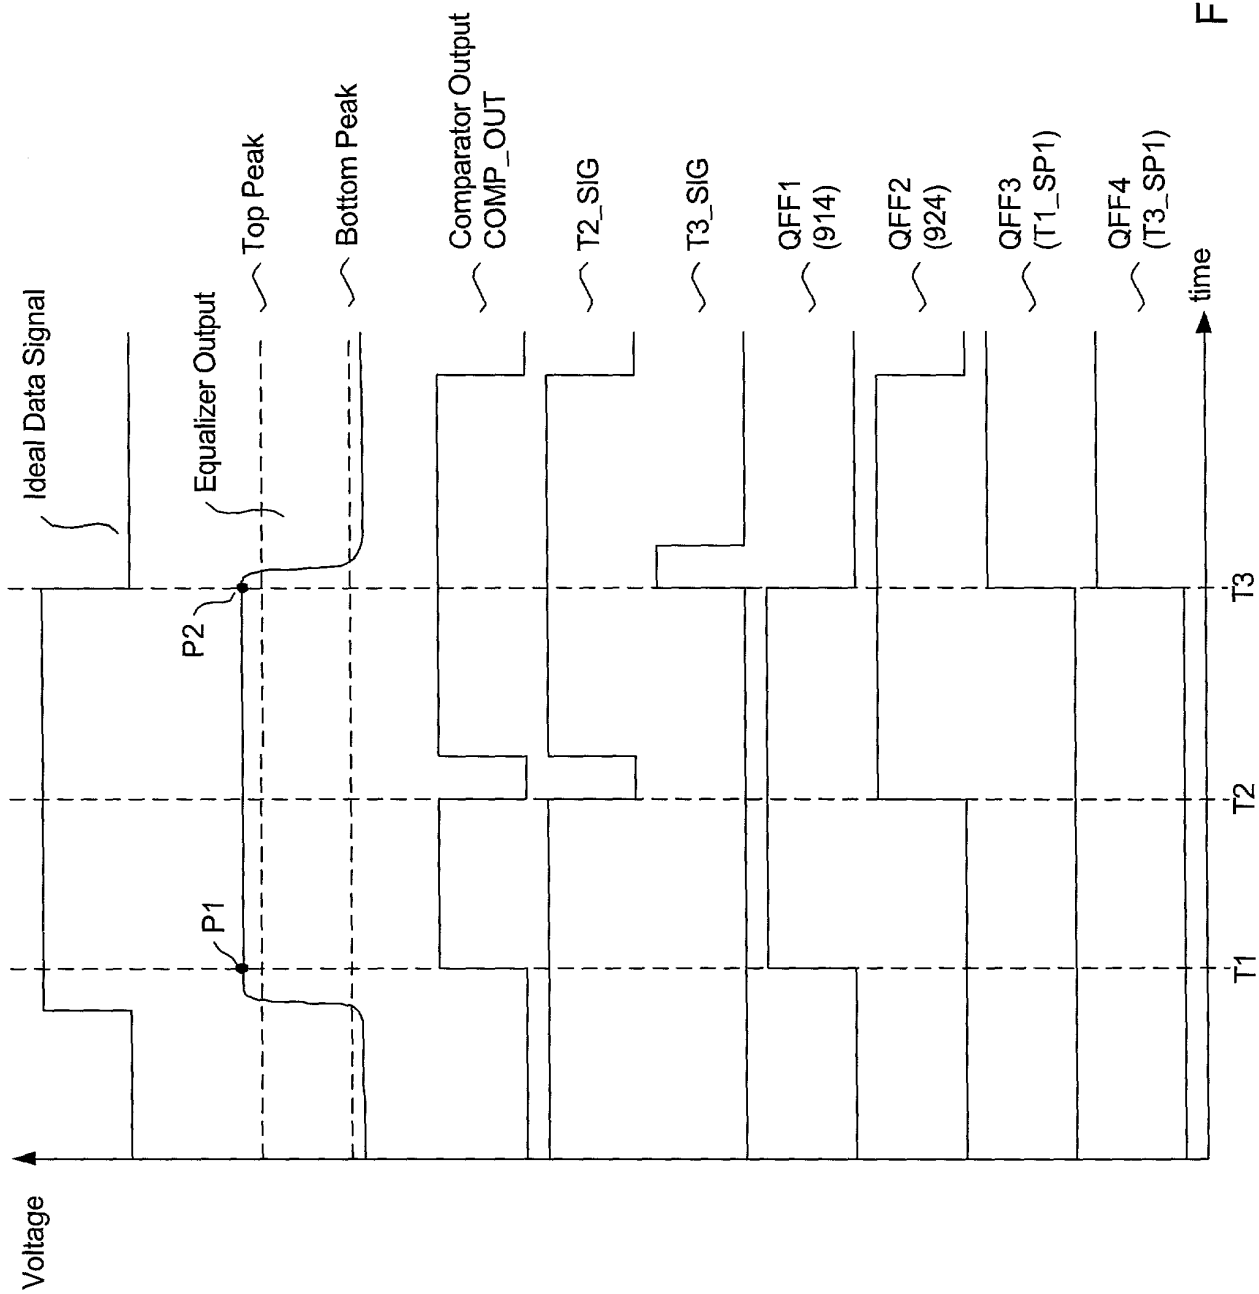 Voltage
Ideal Data Signal
Equalizer Output
Top Peak
Bottom Peak
P1
P2
Comparator Output
COMP_OUT
T2_SIG
T3_SIG
QFF1
(914)
QFF2
(924)
QFF3
(T1_SP1)
QFF4
(T3_SP1)
time
T1
T2
T3
F